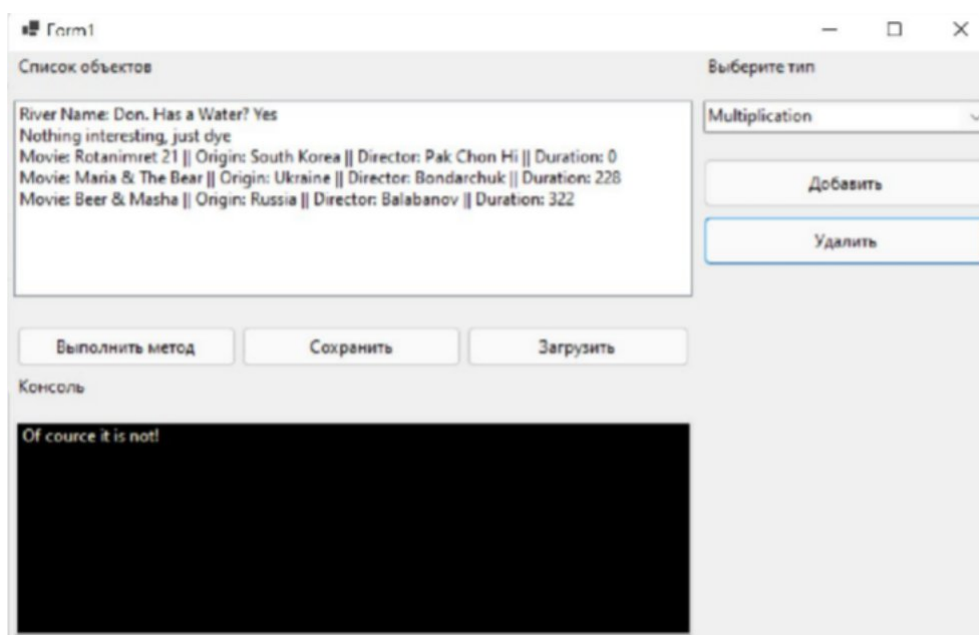 Form1
Список объектов
Выберите тип
River Name: Don. Has a Water? Yes
Nothing interesting, just dye
Movie: Rotanimret 21 || Origin: South Korea || Director: Pak Chon Hi || Duration: 0
Movie: Maria & The Bear || Origin: Ukraine || Director: Bondarchuk || Duration: 228
Movie: Beer & Masha || Origin: Russia || Director: Balabanov || Duration: 322
Multiplication
Добавить
Удалить
Выполнить метод
Сохранить
Загрузить
Консоль
Of cource it is not!